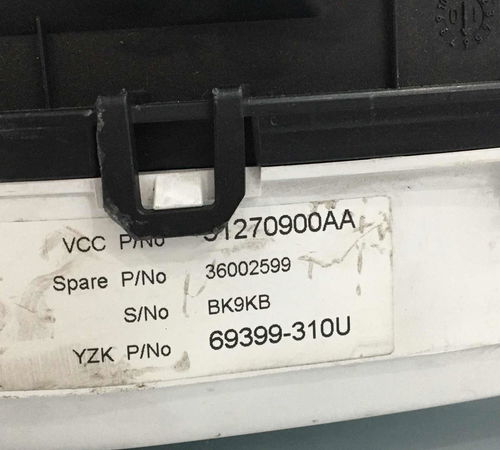 VCC P/No 31270900AA
Spare P/No 36002599
S/No BK9KB
YZK P/No 69399-310U